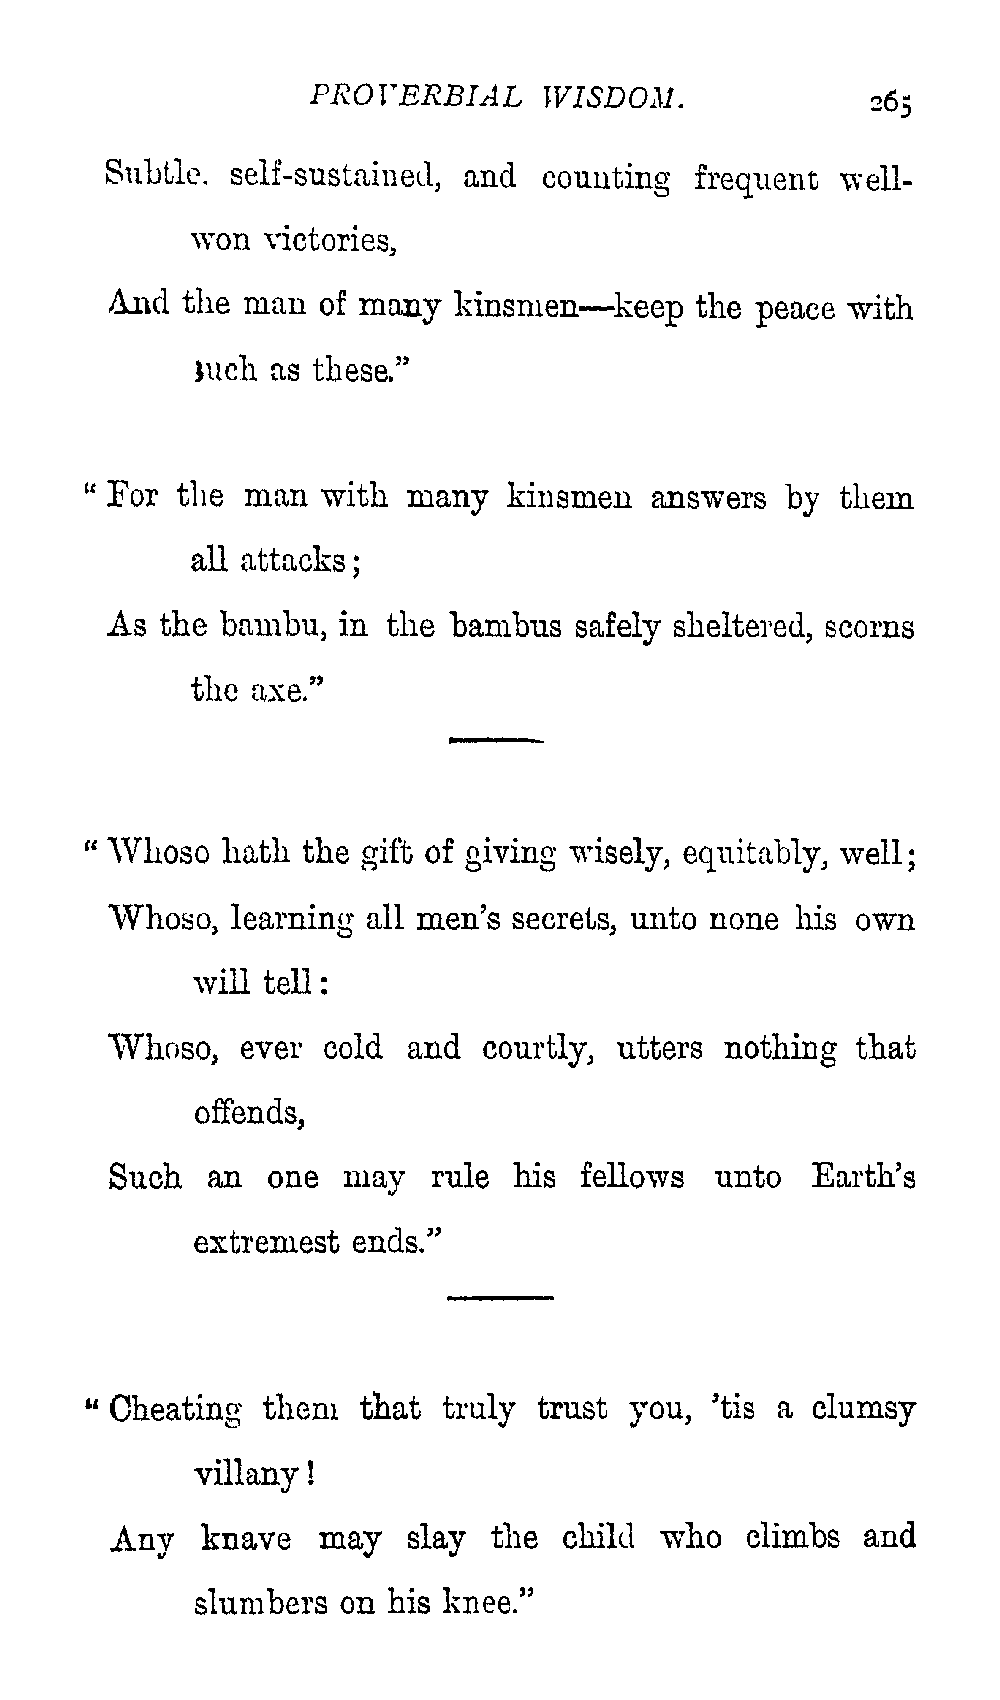 PROVERBIAL WISDOM. 265
Subtle, self-sustained, and counting frequent well-
won victories,
And the man of many kinsmen—keep the peace with
such as these.”
“ For the man with many kinsmen answers by them
all attacks ;
As the bambu, in the bambus safely sheltered, scorns
the axe.”
“ Whoso hath the gift of giving wisely, equitably, well ;
Whoso, learning all men’s secrets, unto none his own
will tell :
Whoso, ever cold and courtly, utters nothing that
offends,
Such an one may rule his fellows unto Earth’s
extremest ends.”
“ Cheating them that truly trust you, ’tis a clumsy
villany !
Any knave may slay the child who climbs and
slumbers on his knee.”